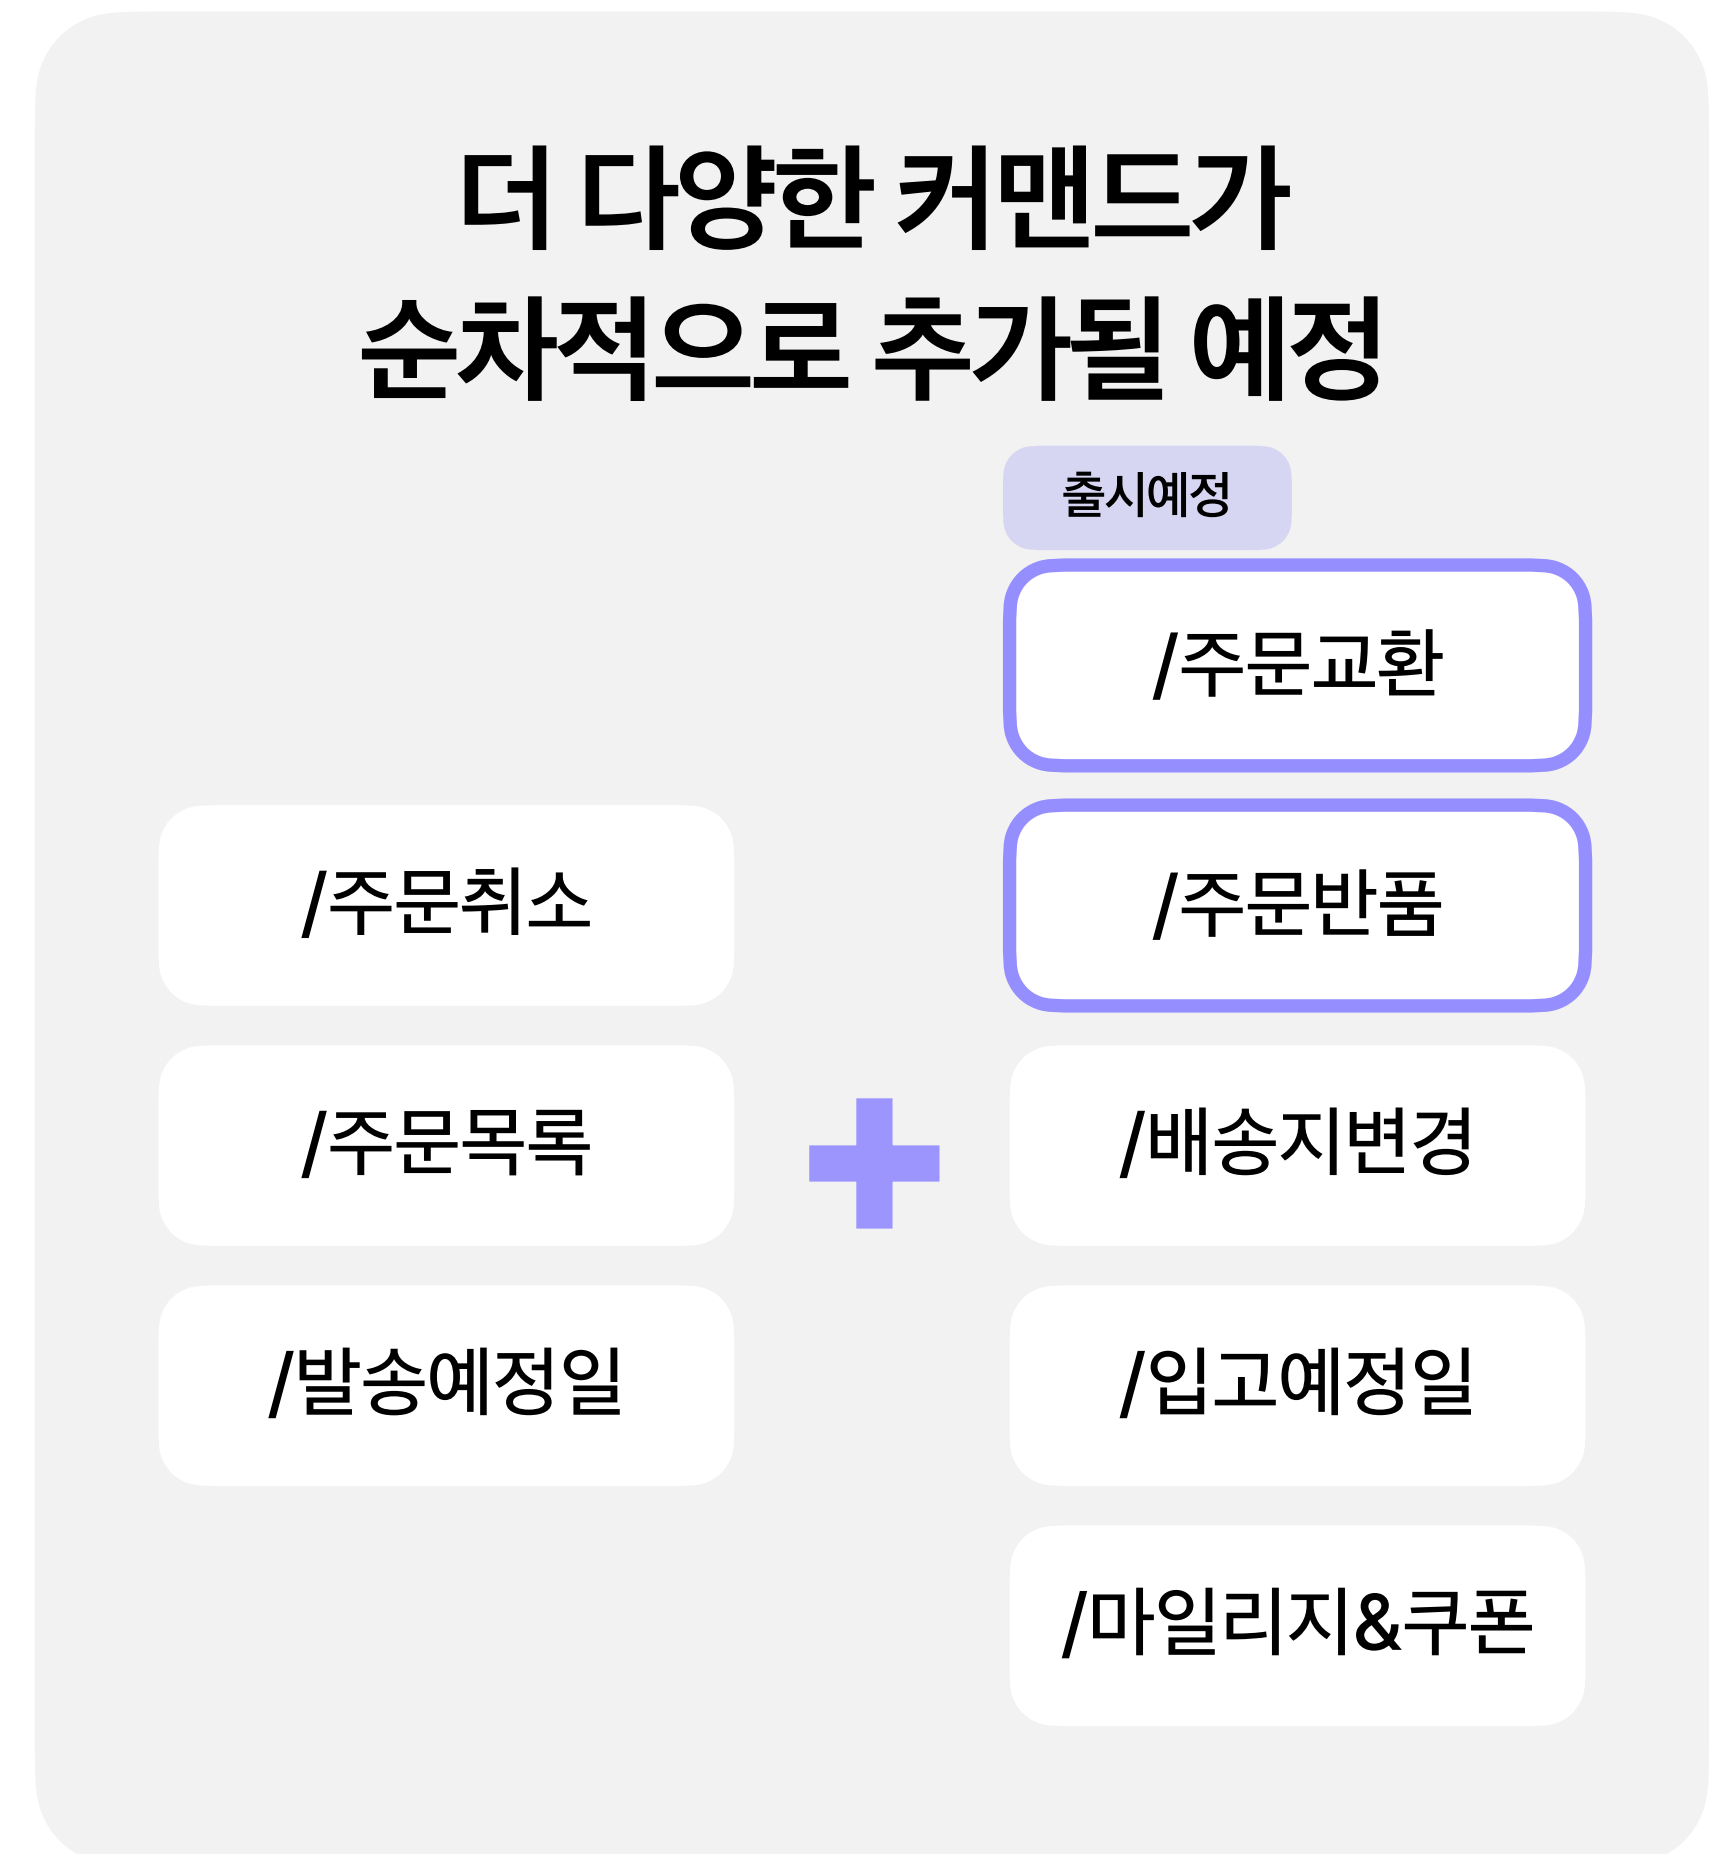 더 다양한 커맨드가
순차적으로 추가될 예정
/주문취소
/주문목록
/발송예정일
출시예정
/주문교환
/주문반품
/배송지변경
/입고예정일
/마일리지&쿠폰